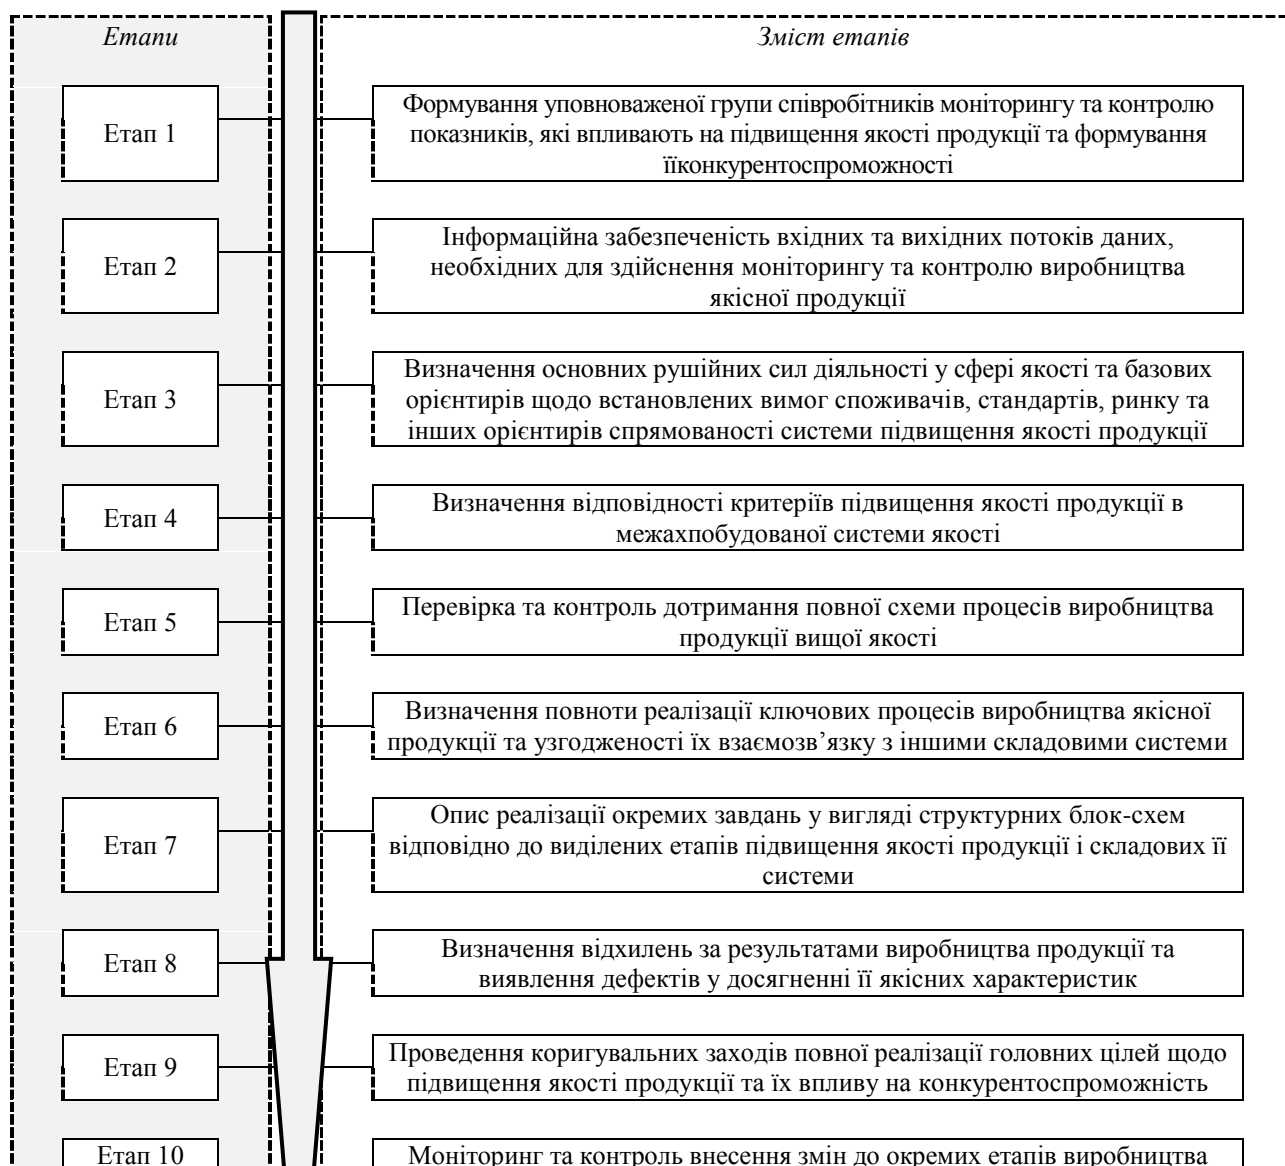 Етапи
Зміст етапів
Етап 1
Формування уповноваженої групи співробітників моніторингу та контролю
показників, які впливають на підвищення якості продукції та формування
їїконкурентоспроможності
Етап 2
Інформаційна забезпеченість вхідних та вихідних потоків даних,
необхідних для здійснення моніторингу та контролю виробництва
якісної продукції
Етап 3
Визначення основних рушійних сил діяльності у сфері якості та базових
орієнтирів щодо встановлених вимог споживачів, стандартів, ринку та
інших орієнтирів спрямованості системи підвищення якості продукції
Етап 4
Визначення відповідності критеріїв підвищення якості продукції в
межахпобудованої системи якості
Етап 5
Перевірка та контроль дотримання повної схеми процесів виробництва
продукції вищої якості
Етап 6
Визначення повноти реалізації ключових процесів виробництва якісної
продукції та узгодженості їх взаємозв’язку з іншими складовими системи
Етап 7
Опис реалізації окремих завдань у вигляді структурних блок-схем
відповідно до виділених етапів підвищення якості продукції і складових її
системи
Етап 8
Визначення відхилень за результатами виробництва продукції та
виявлення дефектів у досягненні її якісних характеристик
Етап 9
Проведення коригувальних заходів повної реалізації головних цілей щодо
підвищення якості продукції та їх впливу на конкурентоспроможність
Етап 10
Моніторинг та контроль внесення змін до окремих етапів виробництва